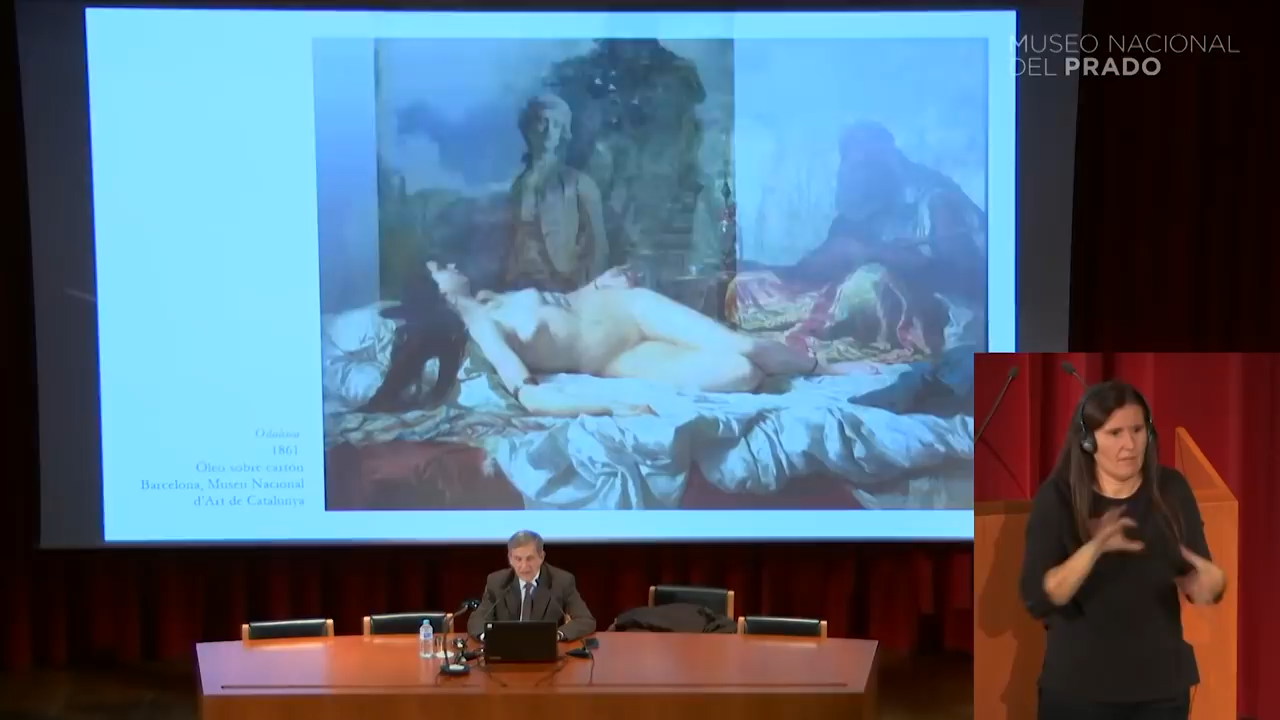 MUSEO NACIONAL
DEL PRADO
Odalisca
1861
Óleo sobre cartón
Barcelona, Museu Nacional
d'Art de Catalunya